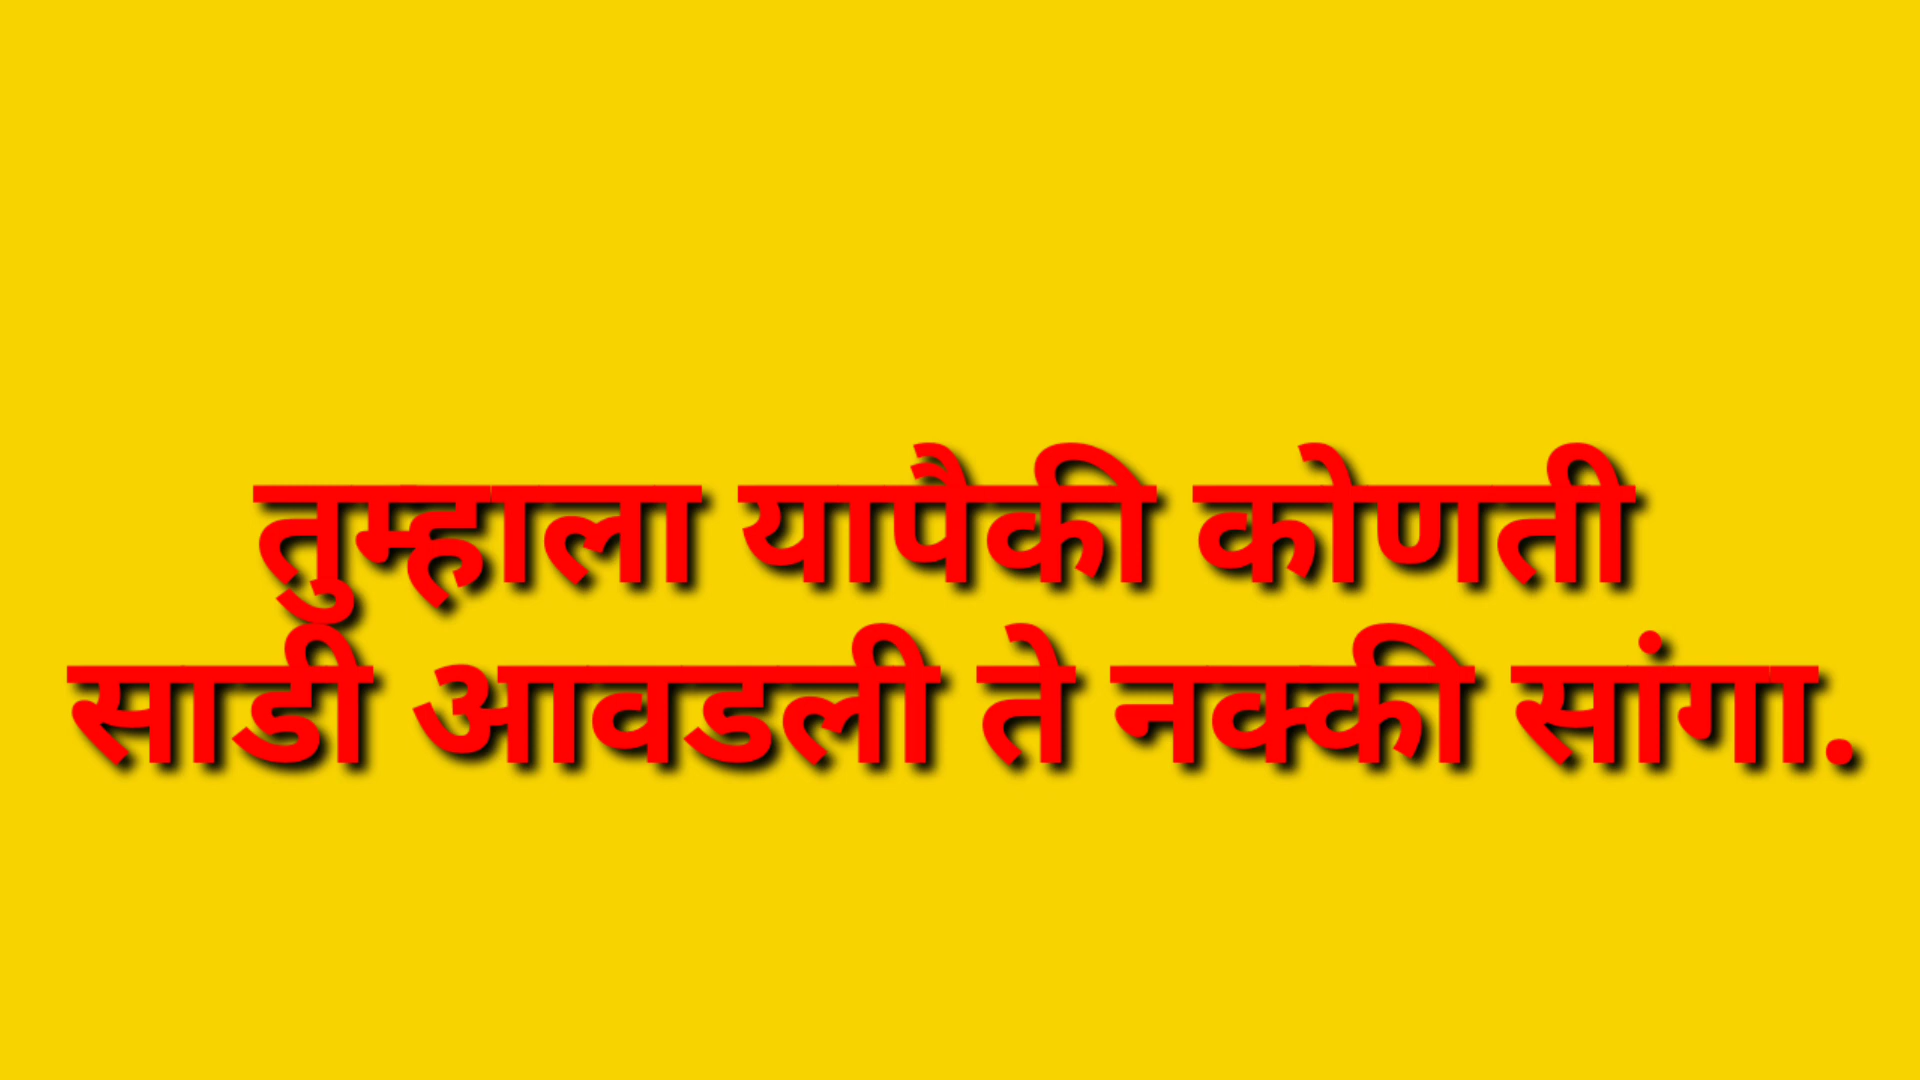 तुम्हाला यापैकी कोणती
साडी आवडली ते नक्की सांगा.